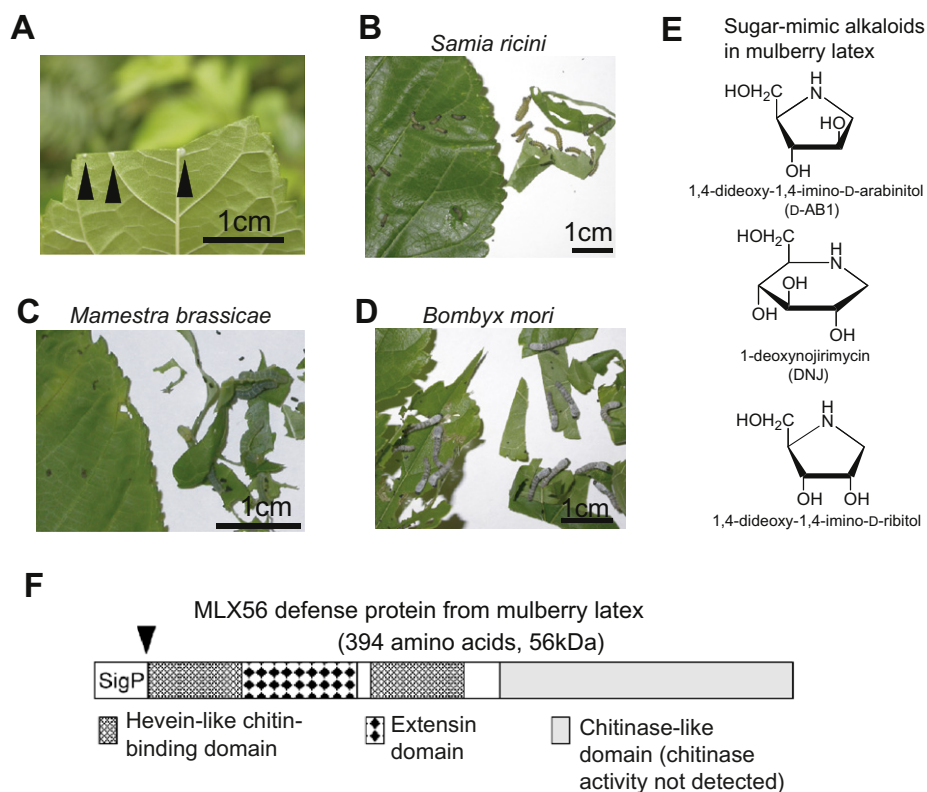 A
1cm
B
Samia ricini
1cm
C
Mamestra brassicae
1cm
D
Bombyx mori
1cm
E
Sugar-mimic alkaloids
in mulberry latex
H
N
HOH2C
HO
OH
1,4-dideoxy-1,4-imino-D-arabinitol
(D-AB1)
HOH2C
H
N
OH
OH
OH
1-deoxynojirimycin
(DNJ)
H
N
HOH2C
OH OH
1,4-dideoxy-1,4-imino-D-ribitol
F
MLX56 defense protein from mulberry latex
(394 amino acids, 56kDa)
SigP
Hevein-like chitin-
binding domain
Extensin
domain
Chitinase-like
domain (chitinase
activity not detected)